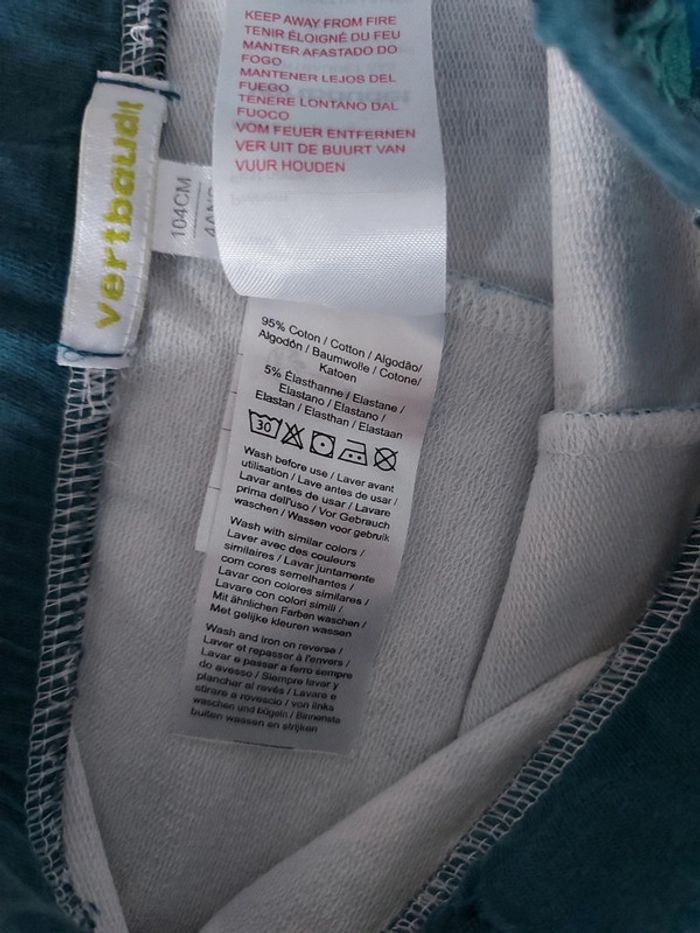 KEEP AWAY FROM FIRE
TENIR ÉLOIGNÉ DU FEU
MANTER AFASTADO DO
FOGO
MANTENER LEJOS DEL
FUEGO
TENERE LONTANO DAL
FUOCO
VOM FEUER ENTFERNEN
VER UIT DE BUURT VAN
VUUR HOUDEN
vertbaudet
104CM
4ANS
95% Coton / Cotton / Algodão/
Algodón / Baumwolle / Cotone/
Katoen
5% Élasthanne / Elastane /
Elastano / Elastano /
Elastan / Elasthan / Elastaan
30
Wash before use / Laver avant
utilisation / Lave antes de usar /
Lavar antes de usar / Lavare
prima dell'uso / Vor Gebrauch
waschen / Wassen voor gebruik
Wash with similar colors /
Laver avec des couleurs
similaires / Lavar juntamente
com cores semelhantes /
Lavar con colores similares /
Lavare con colori simili /
Mit ähnlichen Farben waschen /
Met gelijke kleuren wassen
Wash and iron on reverse /
Laver et repasser à l'envers /
Lavar e passar a ferro sempre
do avesso / Siempre lavar y
planchar al revés / Lavare e
stirare a rovescio / von links
waschen und bügeln / Binnenste
buiten wassen en strijken